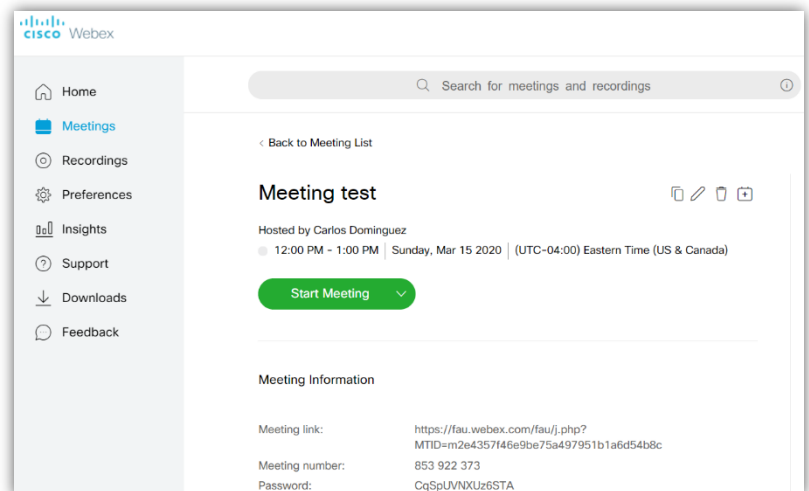 cisco Webex
Home
Meetings
Recordings
Preferences
Insights
Support
Downloads
Feedback
Search for meetings and recordings
< Back to Meeting List
Meeting test
Hosted by Carlos Dominguez
12:00 PM - 1:00 PM | Sunday, Mar 15 2020 | (UTC-04:00) Eastern Time (US & Canada)
Start Meeting
Meeting Information
Meeting link: https://fau.webex.com/fau/j.php?
MTID=m2e4357f46e9be75a497951b1a6d54b8c
Meeting number: 853 922 373
Password: CqSpUVNXUz6STA